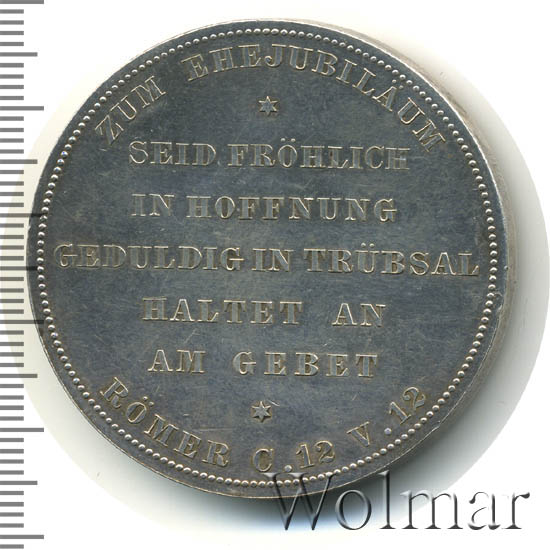 ZUM EHEJUBILÄUM
SEID FRÖHLICH
IN HOFFNUNG
GEDULDIG IN TRÜBSAL
HALTET AN
AM GEBET
RÖMER C. 12 V. 12
Wolmar